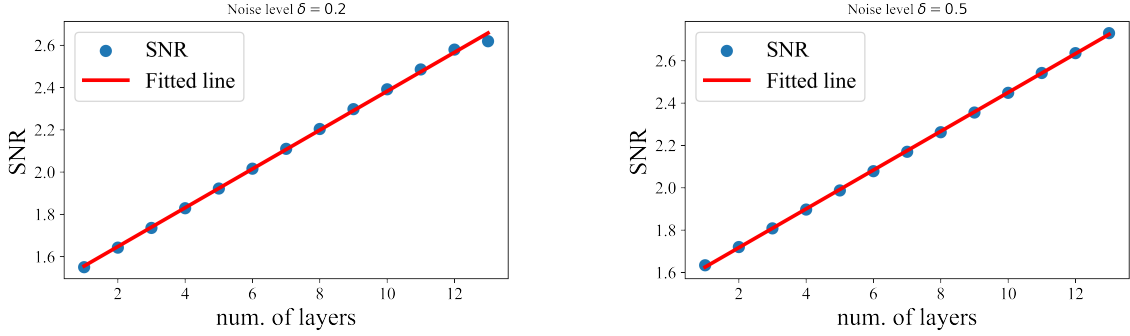 Noise level δ = 0.2
SNR
Fitted line
SNR
2.6
2.4
2.2
2.0
1.8
1.6
2 4 6 8 10 12
num. of layers
Noise level δ = 0.5
SNR
Fitted line
SNR
2.6
2.4
2.2
2.0
1.8
1.6
2 4 6 8 10 12
num. of layers